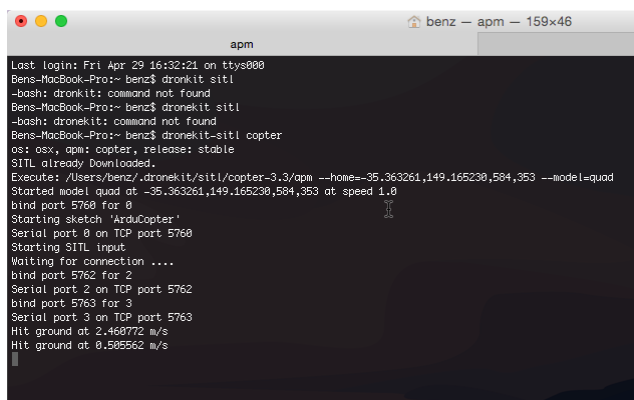 benz — apm — 159×46
apm
Last login: Fri Apr 29 16:32:21 on ttys000
Bens-MacBook-Pro:~ benz$ dronkit sitl
-bash: dronkit: command not found
Bens-MacBook-Pro:~ benz$ dronekit sitl
-bash: dronekit: command not found
Bens-MacBook-Pro:~ benz$ dronekit-sitl copter
os: osx, apm: copter, release: stable
SITL already Downloaded.
Execute: /Users/benz/.dronekit/sitl/copter-3.3/apm --home=-35.363261,149.165230,584,353 --model=quad
Started model quad at -35.363261,149.165230,584,353 at speed 1.0
bind port 5760 for 0
Starting sketch 'ArduCopter'
Serial port 0 on TCP port 5760
Starting SITL input
Waiting for connection ....
bind port 5762 for 2
Serial port 2 on TCP port 5762
bind port 5763 for 3
Serial port 3 on TCP port 5763
Hit ground at 2.460772 m/s
Hit ground at 0.505562 m/s